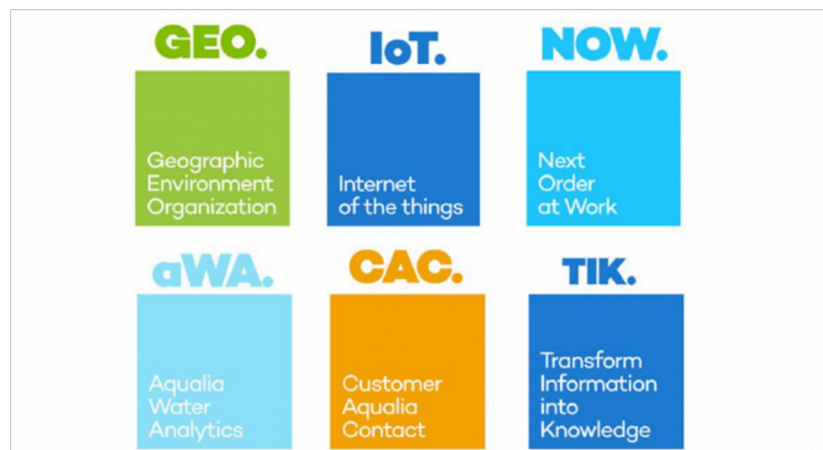 GEO.
Geographic
Environment
Organization
IoT.
Internet
of the things
NOW.
Next
Order
at Work
aWA.
Aqualia
Water
Analytics
CAC.
Customer
Aqualia
Contact
TIK.
Transform
Information
into
Knowledge